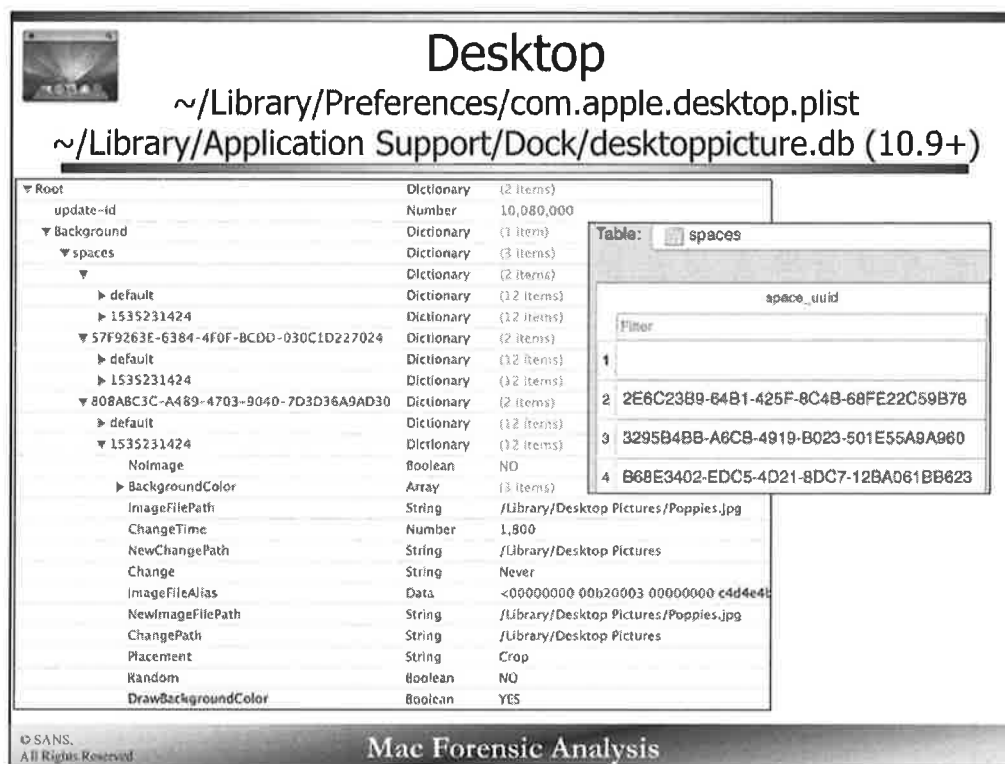 Desktop
~/Library/Preferences/com.apple.desktop.plist
~/Library/Application Support/Dock/desktoppicture.db (10.9+)
▼ Root Dictionary (2 items)
update-id Number 10,080,000
▼ Background Dictionary (1 item)
▼ spaces Dictionary (3 items)
▼ Dictionary (2 items)
▶ default Dictionary (12 items)
▶ 1535231424 Dictionary (12 items)
▼ 57F9263E-6384-4F0F-BCDD-030C1D227024 Dictionary (2 items)
▶ default Dictionary (12 items)
▶ 1535231424 Dictionary (12 items)
▼ 808A8C3C-A489-4703-9040-7D3D36A9AD30 Dictionary (2 items)
▶ default Dictionary (12 items)
▼ 1535231424 Dictionary (12 items)
NoImage Boolean NO
▶ BackgroundColor Array (3 items)
ImageFilePath String /Library/Desktop Pictures/Poppies.jpg
ChangeTime Number 1,800
NewChangePath String /Library/Desktop Pictures
Change String Never
ImageFileAlias Data <00000000 00b20003 00000000 c4d4e4b
NewImageFilePath String /Library/Desktop Pictures/Poppies.jpg
ChangePath String /Library/Desktop Pictures
Placement String Crop
Random Boolean NO
DrawBackgroundColor Boolean YES
Table: spaces
space_uuid
Filter
1
2 2E6C23B9-64B1-425F-8C4B-68FE22C59B76
3 3295B4BB-A6CB-4919-B023-501E55A9A960
4 B68E3402-EDC5-4D21-8DC7-12BA061BB623
© SANS,
All Rights Reserved
Mac Forensic Analysis